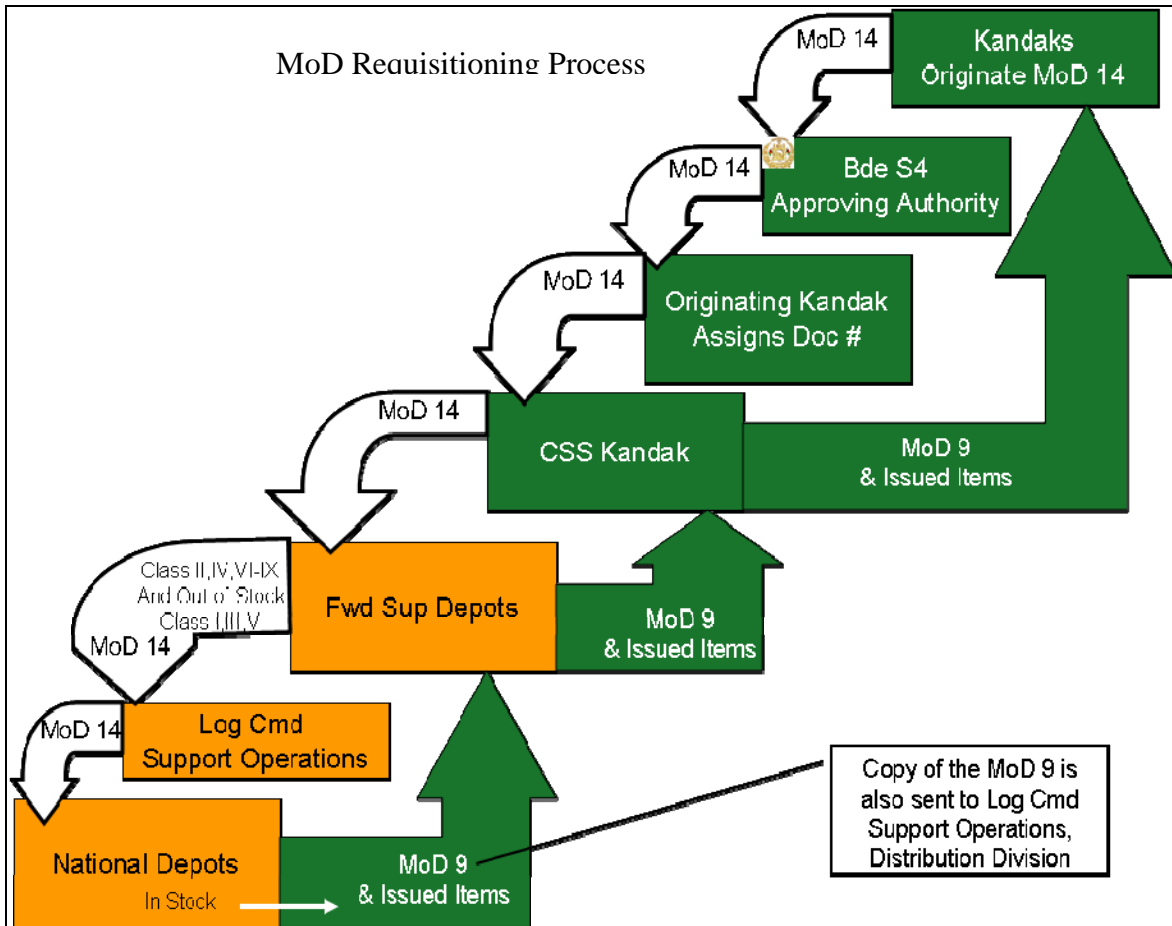 MoD Requisitioning Process
MoD 14
Kandaks
Originate MoD 14
MoD 14
Bde S4
Approving Authority
MoD 14
Originating Kandak
Assigns Doc #
MoD 14
CSS Kandak
MoD 9
& Issued Items
Class II,IV,VI-IX
And Out of Stock
Class I,III,V
MoD 14
Fwd Sup Depots
MoD 9
& Issued Items
MoD 14
Log Cmd
Support Operations
Copy of the MoD 9 is
also sent to Log Cmd
Support Operations,
Distribution Division
National Depots
In Stock
MoD 9
& Issued Items